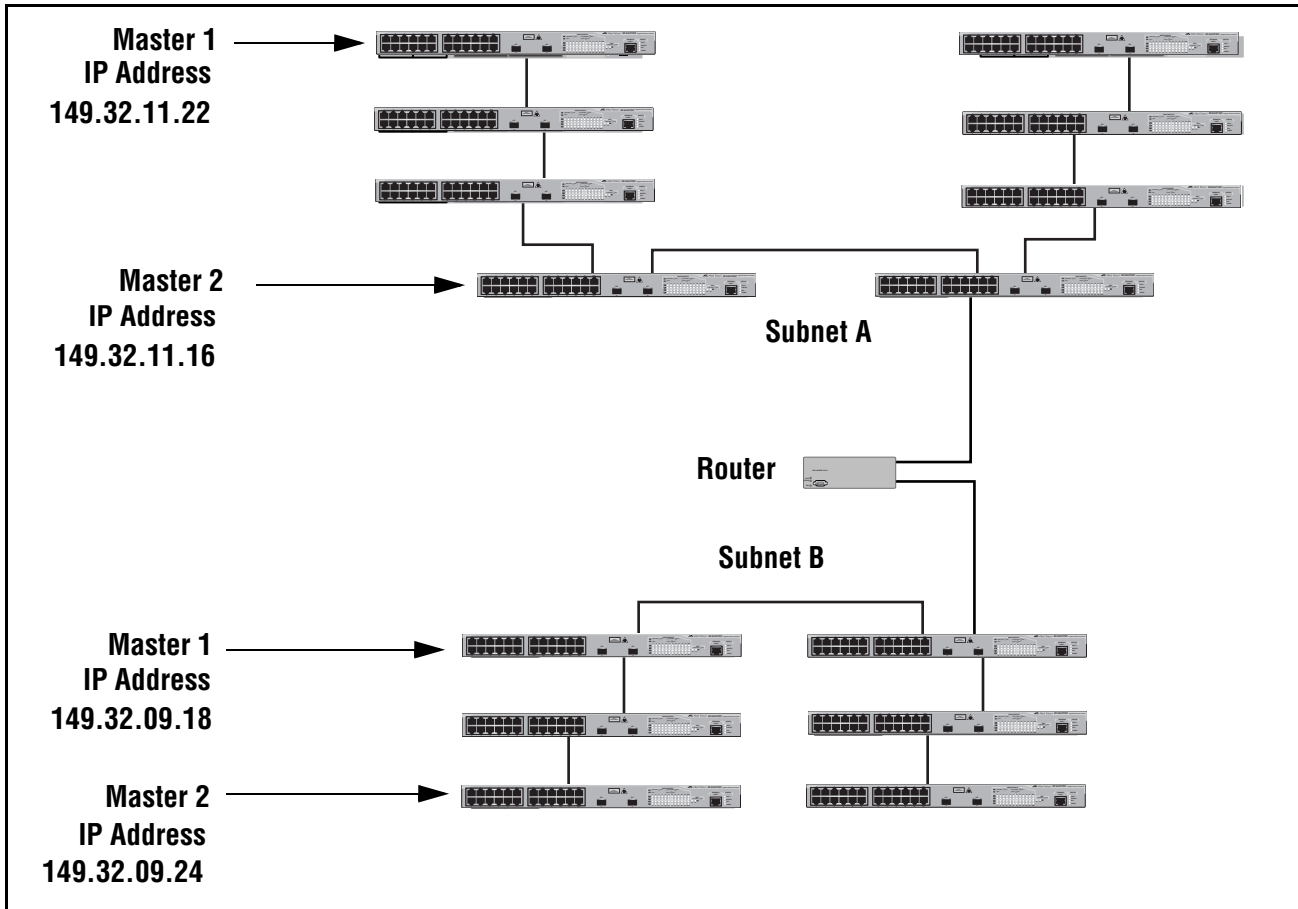 Master 1
IP Address
149.32.11.22
Master 2
IP Address
149.32.11.16
Subnet A
Router
Subnet B
Master 1
IP Address
149.32.09.18
Master 2
IP Address
149.32.09.24